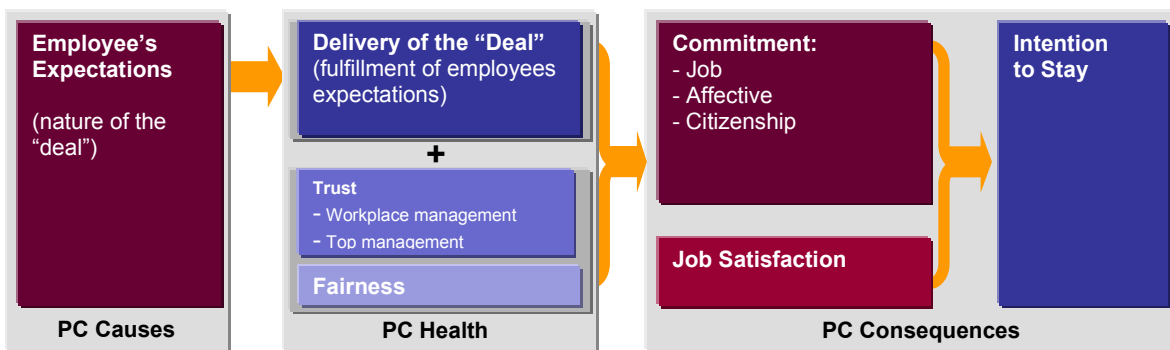 Employee's
Expectations
(nature of the
“deal”)
PC Causes
Delivery of the “Deal”
(fulfillment of employees
expectations)
+
Trust
- Workplace management
- Top management
Fairness
PC Health
Commitment:
- Job
- Affective
- Citizenship
Job Satisfaction
Intention
to Stay
PC Consequences